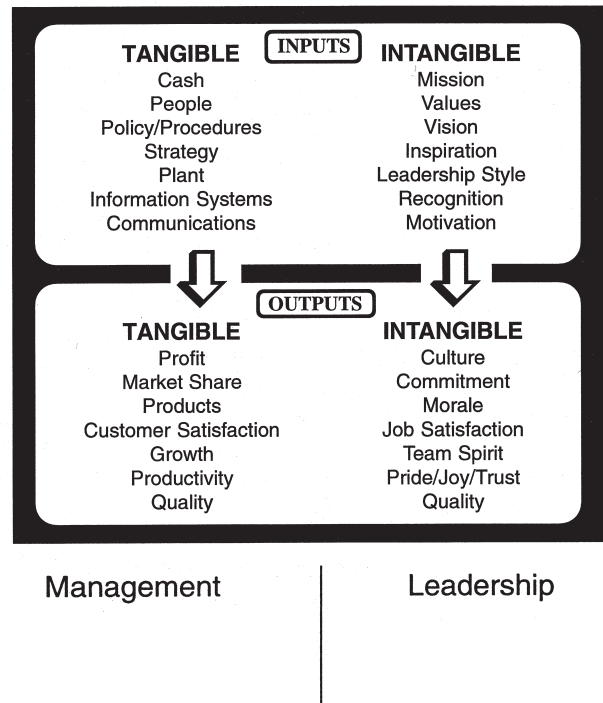 INPUTS
TANGIBLE
Cash
People
Policy/Procedures
Strategy
Plant
Information Systems
Communications
INTANGIBLE
Mission
Values
Vision
Inspiration
Leadership Style
Recognition
Motivation
OUTPUTS
TANGIBLE
Profit
Market Share
Products
Customer Satisfaction
Growth
Productivity
Quality
INTANGIBLE
Culture
Commitment
Morale
Job Satisfaction
Team Spirit
Pride/Joy/Trust
Quality
Management
Leadership